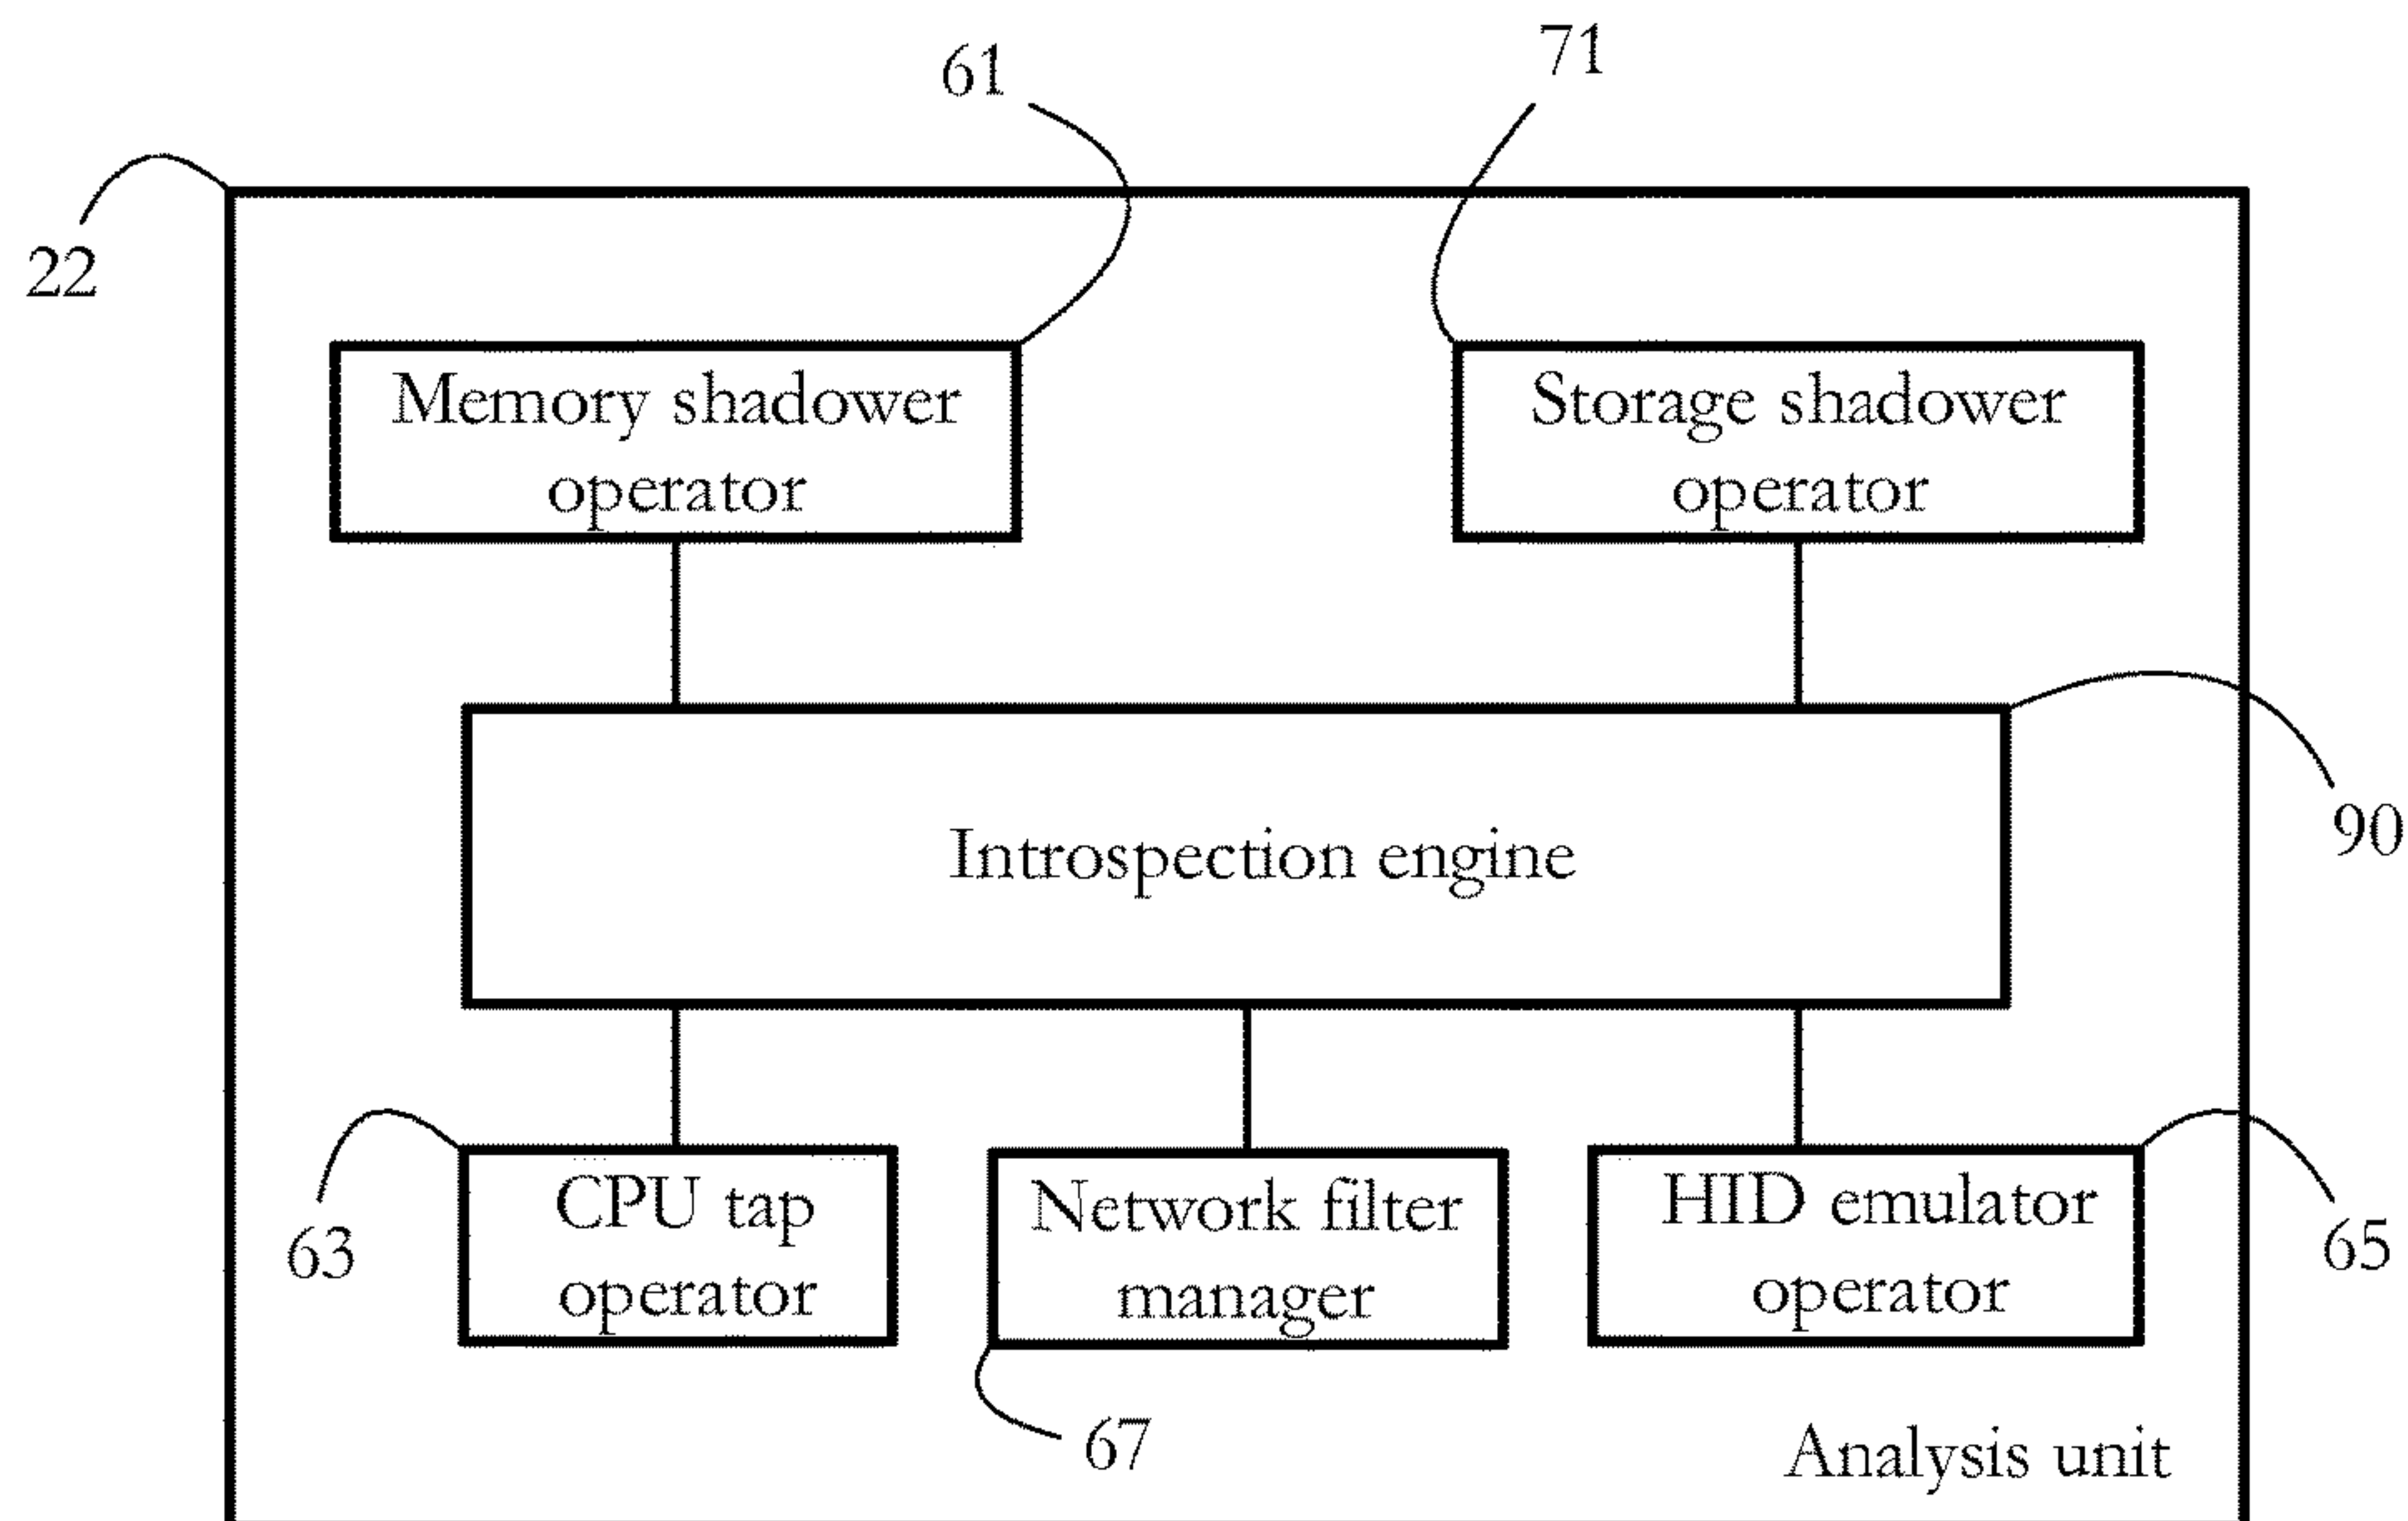 61
71
22
Memory shadower
operator
Storage shadower
operator
Introspection engine
90
CPU tap
operator
Network filter
manager
HID emulator
operator
63
65
67
Analysis unit